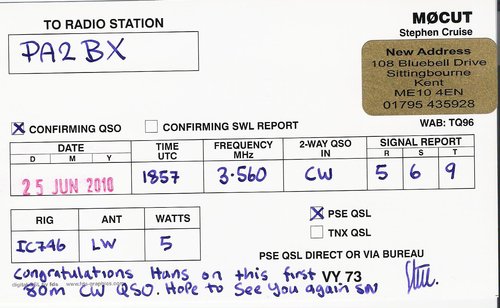 TO RADIO STATION
MØCUT
Stephen Cruise
PA2BX
New Address
108 Bluebell Drive
Sittingbourne
Kent
ME10 4EN
01795 435928
WAB: TQ96
X CONFIRMING QSO CONFIRMING SWL REPORT
DATE TIME FREQUENCY 2-WAY QSO SIGNAL REPORT
D M Y UTC MHz IN R S T
25 JUN 2010 1857 3.560 CW 5 6 9
RIG ANT WATTS
IC746 LW 5
X PSE QSL
TNX QSL
PSE QSL DIRECT OR VIA BUREAU
Congratulations Hans on this first VY 73
80m CW QSO. Hope to See you again SN
Steve.